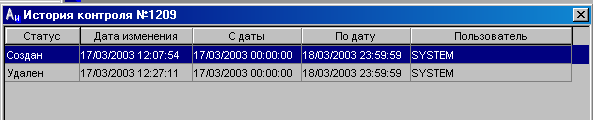 История контроля №1209
Статус Дата изменения С даты По дату Пользователь
Создан 17/03/2003 12:07:54 17/03/2003 00:00:00 18/03/2003 23:59:59 SYSTEM
Удален 17/03/2003 12:27:11 17/03/2003 00:00:00 18/03/2003 23:59:59 SYSTEM